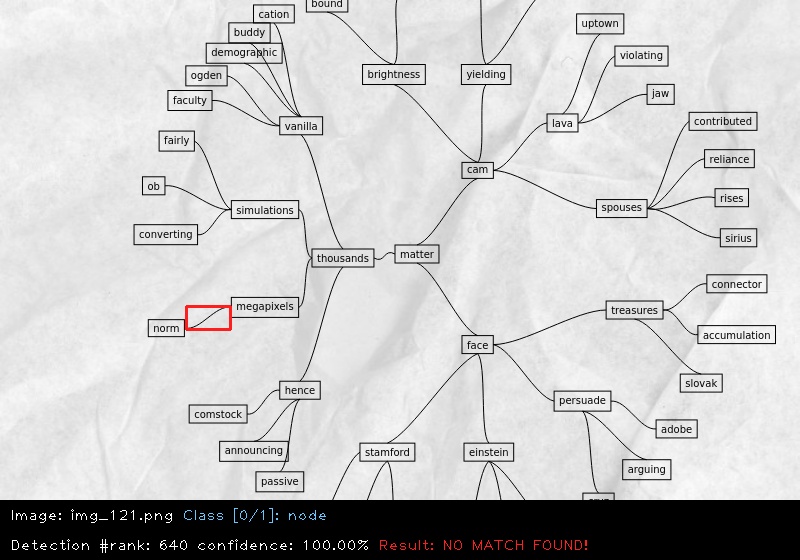 cation
bound
buddy
uptown
demographic
violating
ogden
brightness
yielding
jaw
faculty
vanilla
lava
contributed
fairly
reliance
cam
ob
rises
simulations
spouses
converting
sirius
thousands
matter
connector
megapixels
treasures
norm
accumulation
face
slovak
hence
persuade
comstock
adobe
announcing
stamford
einstein
arguing
passive
Image: img_121.png Class [0/1]: node
Detection #rank: 640 confidence: 100.00% Result: NO MATCH FOUND!